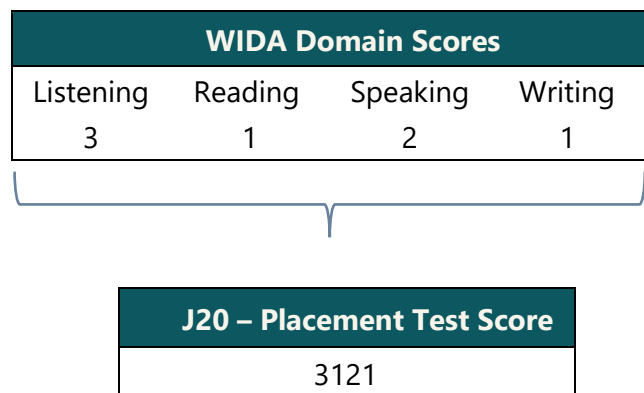 WIDA Domain Scores
Listening Reading Speaking Writing
3 1 2 1
J20 – Placement Test Score
3121